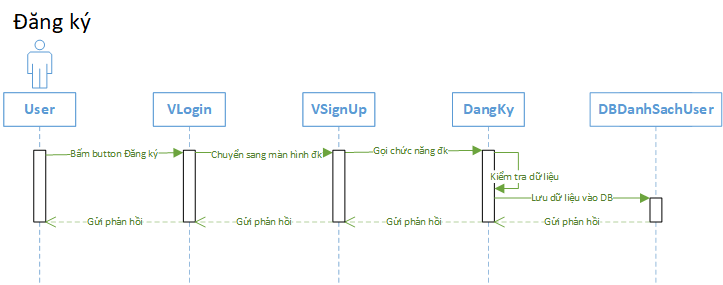 Đăng ký
User
VLogin
VSignUp
DangKy
DBDanhSachUser
Bấm button Đăng ký
Chuyển sang màn hình đk
Gọi chức năng đk
Kiểm tra dữ liệu
Lưu dữ liệu vào DB
Gửi phản hồi
Gửi phản hồi
Gửi phản hồi
Gửi phản hồi